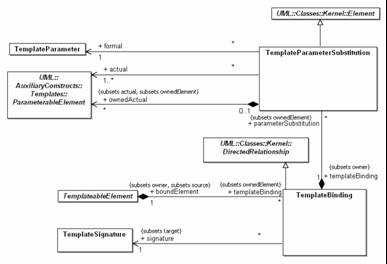 UML::Classes::Kernel::Element
TemplateParameter
+ formal
*
1
TemplateParameterSubstitution
UML::
AuxiliaryConstructs::
Templates::
ParameterableElement
+ actual
*
1..*
{subsets actual, subsets ownedElement}
+ ownedActual
*
0..1
{subsets ownedElement}
+ parameterSubstitution
*
UML::Classes::Kernel::
DirectedRelationship
{subsets owner}
1
+ templateBinding
TemplateableElement
{subsets owner, subsets source}
+ boundElement
1
{subsets ownedElement}
+ templateBinding
*
TemplateBinding
TemplateSignature
{subsets target}
+ signature
1
*